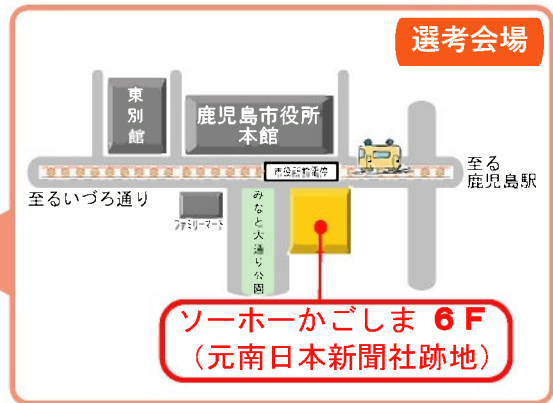 選考会場
東別館
鹿児島市役所
本館
市役所前電停
至る
鹿児島駅
至るいづろ通り
ファミリーマート
みなと大通り公園
ソーホーかごしま 6F
（元南日本新聞社跡地）